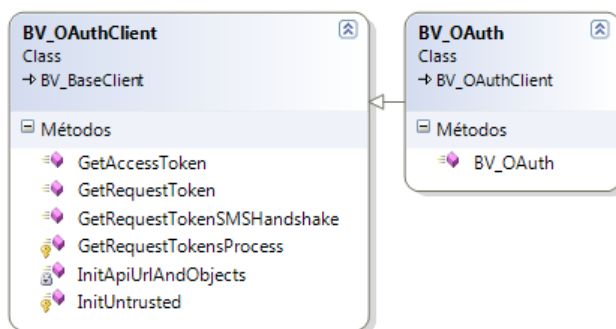 BV_OAuthClient
Class
BV_BaseClient
Métodos
GetAccessToken
GetRequestToken
GetRequestTokenSMSHandshake
GetRequestTokensProcess
InitApiUrlAndObjects
InitUntrusted
BV_OAuth
Class
BV_OAuthClient
Métodos
BV_OAuth